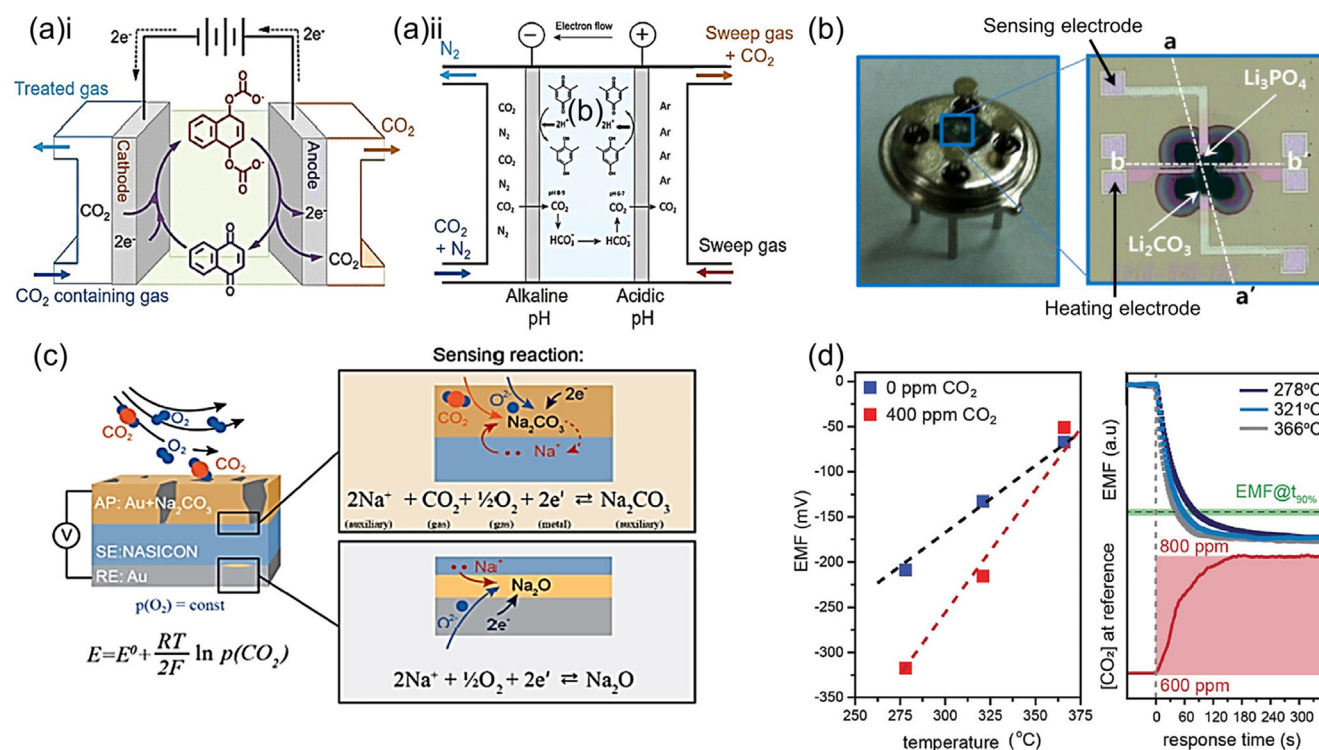 (a)i
2e⁻
2e⁻
Treated gas
CO₂
Cathode
Anode
CO₂
2e⁻
2e⁻
CO₂
CO₂ containing gas
O
O
O
O⁻
O
O
O⁻
O
O
(a)ii
Electron flow
−
+
N₂
Sweep gas
+ CO₂
CO₂
N₂
CO₂
N₂
CO₂
N₂
(b)
2H⁺
2H⁺
Ar
Ar
Ar
Ar
Ar
pH 8-9
pH 6-7
CO₂
CO₂
HCO₃⁻
HCO₃⁻
CO₂
+ N₂
Sweep gas
Alkaline
pH
Acidic
pH
(b)
Sensing electrode
a
Li₃PO₄
b
b
Li₂CO₃
Heating electrode
a'
(c)
O₂
CO₂
O₂
CO₂
AP: Au+Na₂CO₃
SE:NASICON
RE: Au
V
p(O₂) = const
E=E⁰+ RT/2F ln p(CO₂)
Sensing reaction:
CO₂
O²⁻
2e⁻
Na₂CO₃
Na⁺
2Na⁺ + CO₂+ ½O₂ + 2e' ⇌ Na₂CO₃
(auxiliary) (gas) (gas) (metal) (auxiliary)
Na⁺
Na₂O
O²⁻
2e⁻
2Na⁺ + ½O₂ + 2e' ⇌ Na₂O
(d)
0 ppm CO₂
400 ppm CO₂
EMF (mV)
0
-50
-100
-150
-200
-250
-300
-350
250 275 300 325 350 375
temperature (°C)
278°C
321°C
366°C
EMF (a.u)
EMF@t90%
800 ppm
[CO₂] at reference
600 ppm
0 60 120 180 240 300
response time (s)